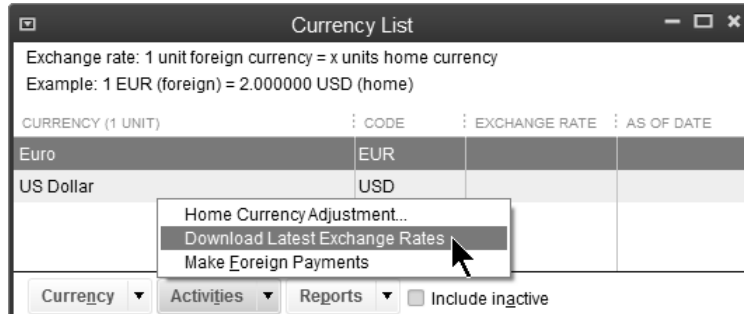 Currency List
Exchange rate: 1 unit foreign currency = x units home currency
Example: 1 EUR (foreign) = 2.000000 USD (home)
CURRENCY (1 UNIT) CODE EXCHANGE RATE AS OF DATE
Euro EUR
US Dollar USD
Home Currency Adjustment...
Download Latest Exchange Rates
Make Foreign Payments
Currency Activities Reports Include inactive